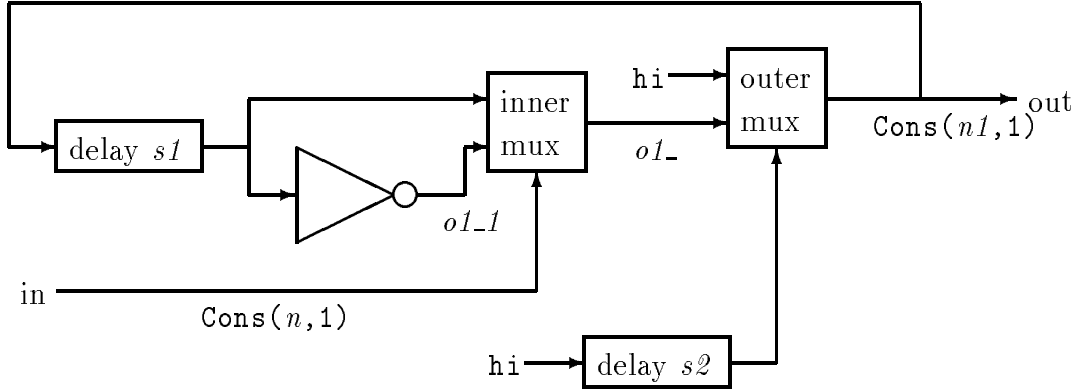 hi
outer
mux
inner
mux
out
Cons(n1,1)
delay s1
o1_
o1_1
in
Cons(n,1)
hi
delay s2